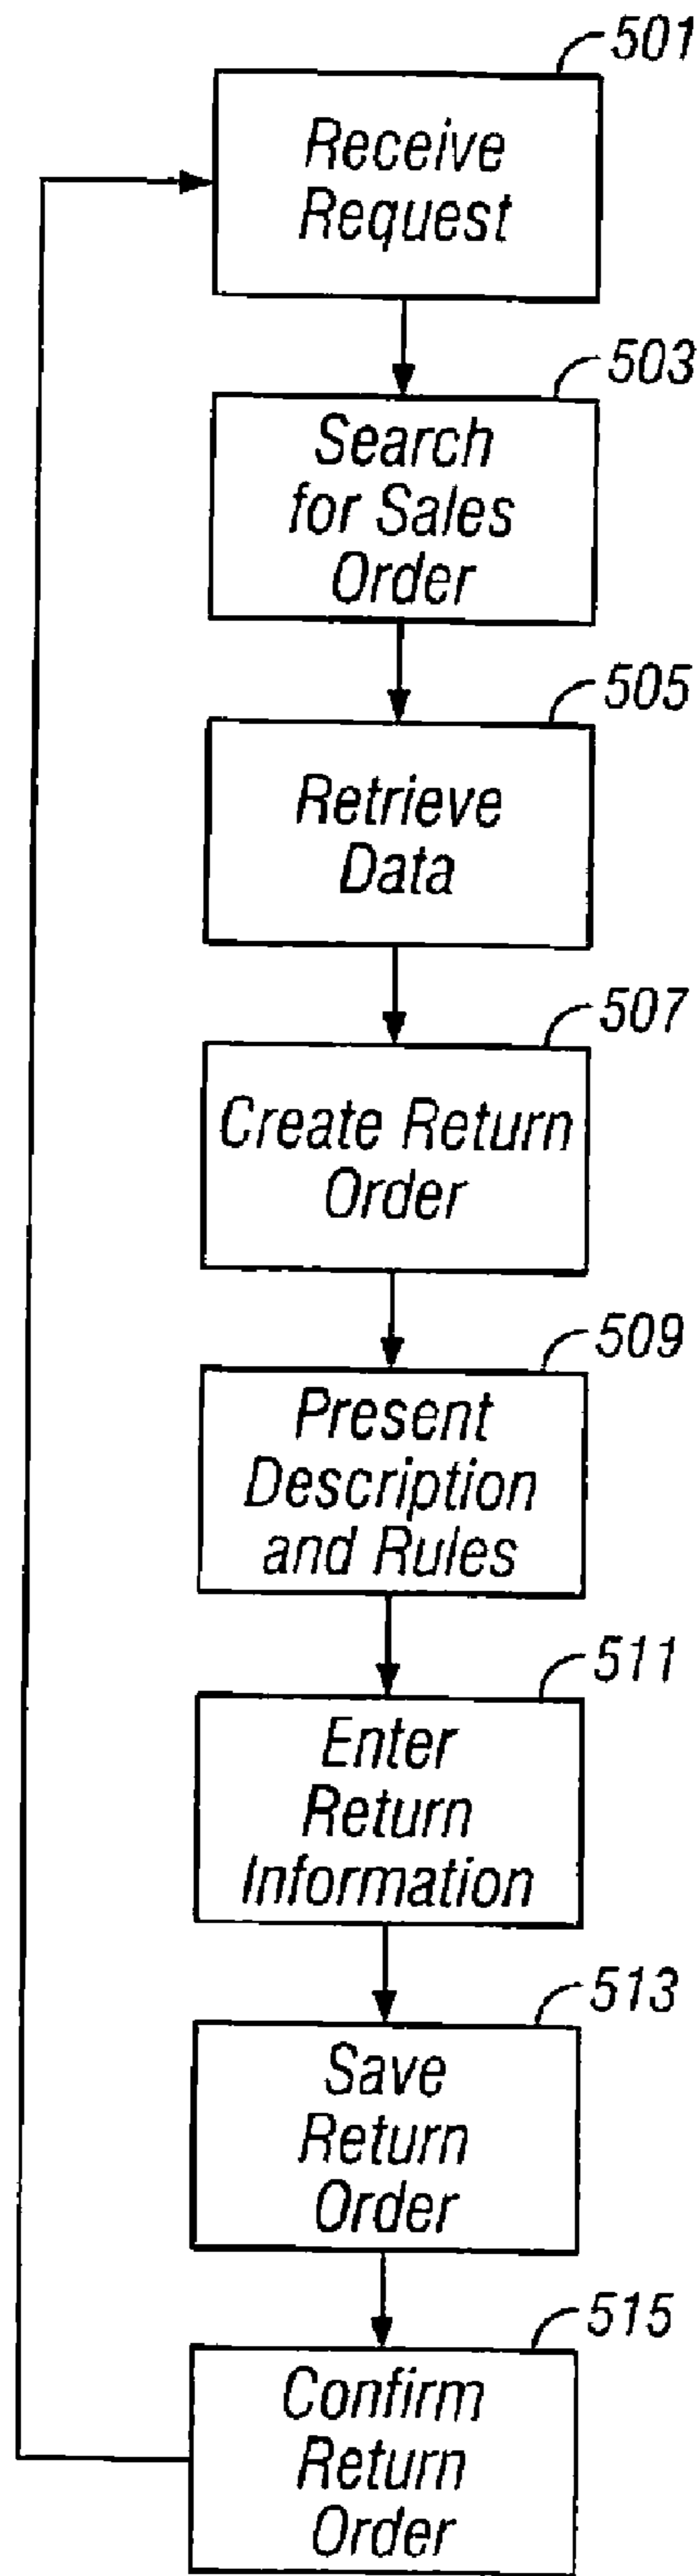 501
Receive
Request
503
Search
for Sales
Order
505
Retrieve
Data
507
Create Return
Order
509
Present
Description
and Rules
511
Enter
Return
Information
513
Save
Return
Order
515
Confirm
Return
Order